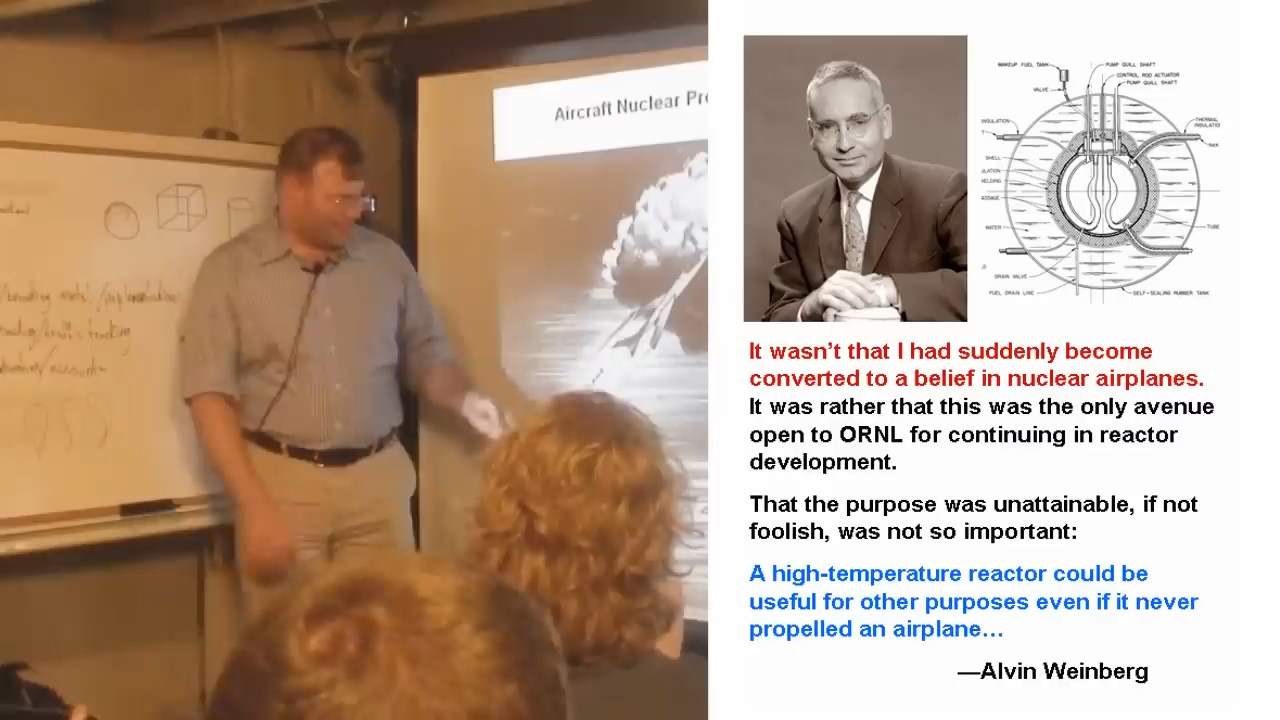 Aircraft Nuclear Pr
MAKEUP FUEL TANK
PUMP QUILL SHAFT
CONTROL ROD ACTUATOR
PUMP QUILL SHAFT
VALVE
INSULATION
THERMAL
SHELL
WATER
TUBE
DRAIN VALVE
FUEL DRAIN LINE
SELF-SEALING RUBBER TANK
It wasn't that I had suddenly become
converted to a belief in nuclear airplanes.
It was rather that this was the only avenue
open to ORNL for continuing in reactor
development.
That the purpose was unattainable, if not
foolish, was not so important:
A high-temperature reactor could be
useful for other purposes even if it never
propelled an airplane…
—Alvin Weinberg